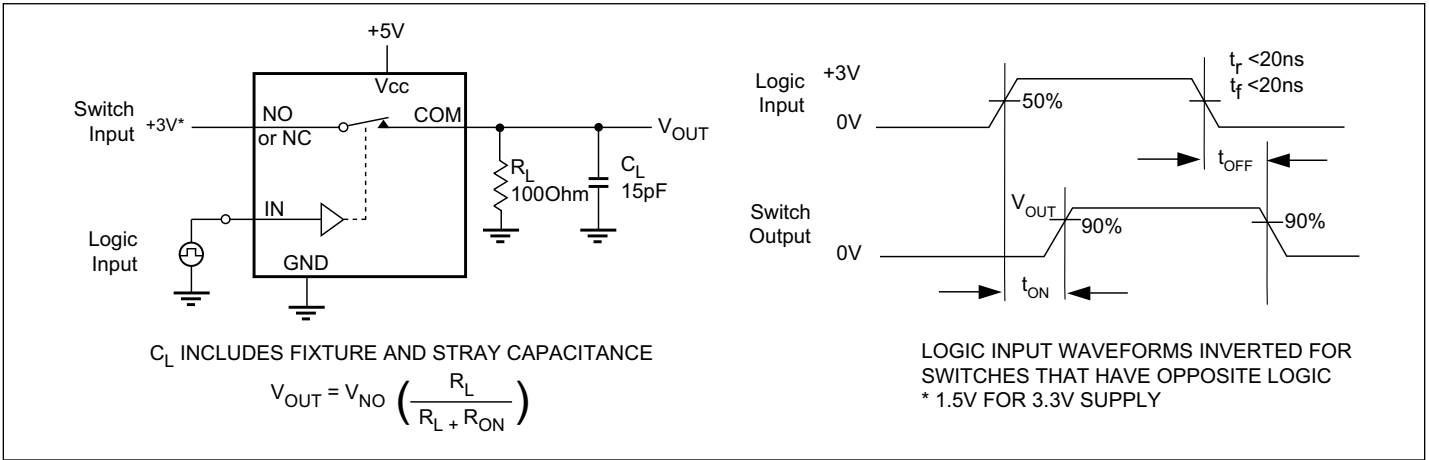 +5V
Vcc
Switch
Input
+3V*
NO
or NC
COM
VOUT
RL
100Ohm
CL
15pF
IN
Logic
Input
GND
CL INCLUDES FIXTURE AND STRAY CAPACITANCE
VOUT = VNO ( RL / RL + RON )
Logic
Input
+3V
0V
50%
tr <20ns
tf <20ns
tOFF
Switch
Output
VOUT
0V
90%
90%
tON
LOGIC INPUT WAVEFORMS INVERTED FOR
SWITCHES THAT HAVE OPPOSITE LOGIC
* 1.5V FOR 3.3V SUPPLY